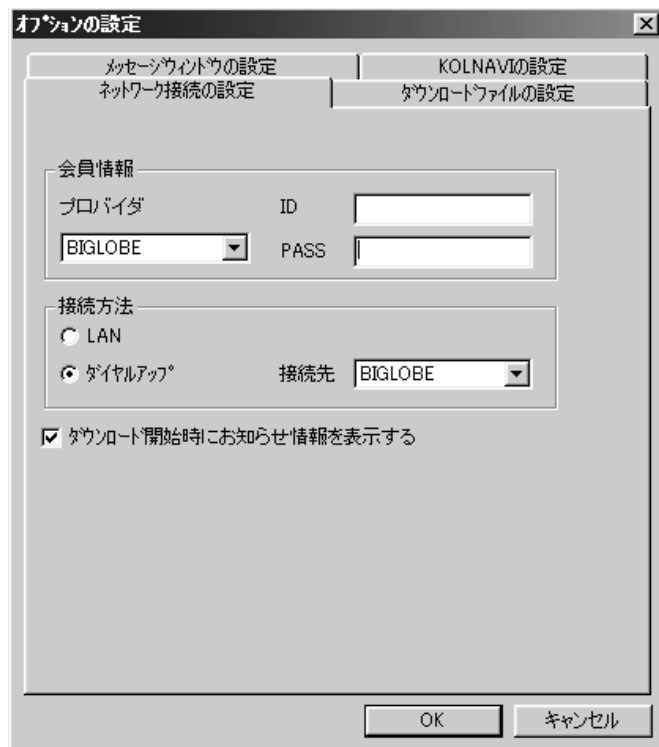 ｵﾌﾟｼｮﾝの設定
ﾒｯｾｰｼﾞｳｨﾝﾄﾞｳの設定 KOLNAVIの設定
ﾈｯﾄﾜｰｸ接続の設定 ﾀﾞｳﾝﾛｰﾄﾞﾌｧｲﾙの設定
会員情報
プロバイダ ID
BIGLOBE PASS
接続方法
LAN
ﾀﾞｲﾔﾙｱｯﾌﾟ 接続先 BIGLOBE
ﾀﾞｳﾝﾛｰﾄﾞ開始時にお知らせ情報を表示する
OK キャンセル